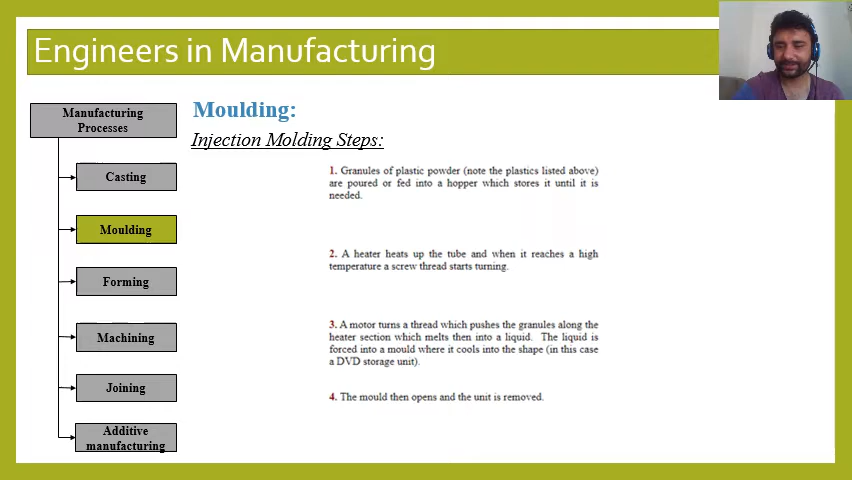 Engineers in Manufacturing
Manufacturing
Processes
Casting
Moulding
Forming
Machining
Joining
Additive
manufacturing
Moulding:
Injection Molding Steps:
1. Granules of plastic powder (note the plastics listed above)
are poured or fed into a hopper which stores it until it is
needed.
2. A heater heats up the tube and when it reaches a high
temperature a screw thread starts turning.
3. A motor turns a thread which pushes the granules along the
heater section which melts then into a liquid. The liquid is
forced into a mould where it cools into the shape (in this case
a DVD storage unit).
4. The mould then opens and the unit is removed.